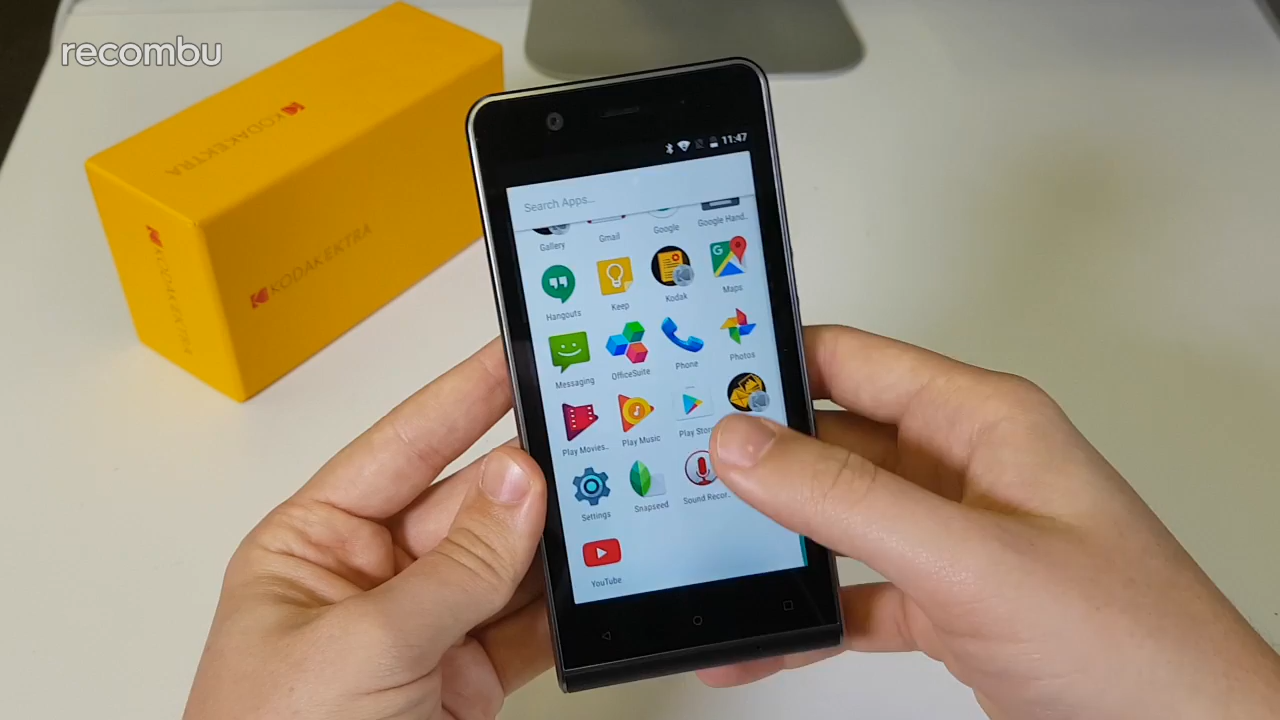 recombu
KODAKEKTRA
KODAKEKTRA
KODAKEKTRA
11:47
Search Apps...
Gallery
Gmail
Google
Google Hand..
Hangouts
Keep
Kodak
Maps
Messaging
OfficeSuite
Phone
Photos
Play Movies..
Play Music
Play Store
Settings
Snapseed
Sound Recor..
YouTube